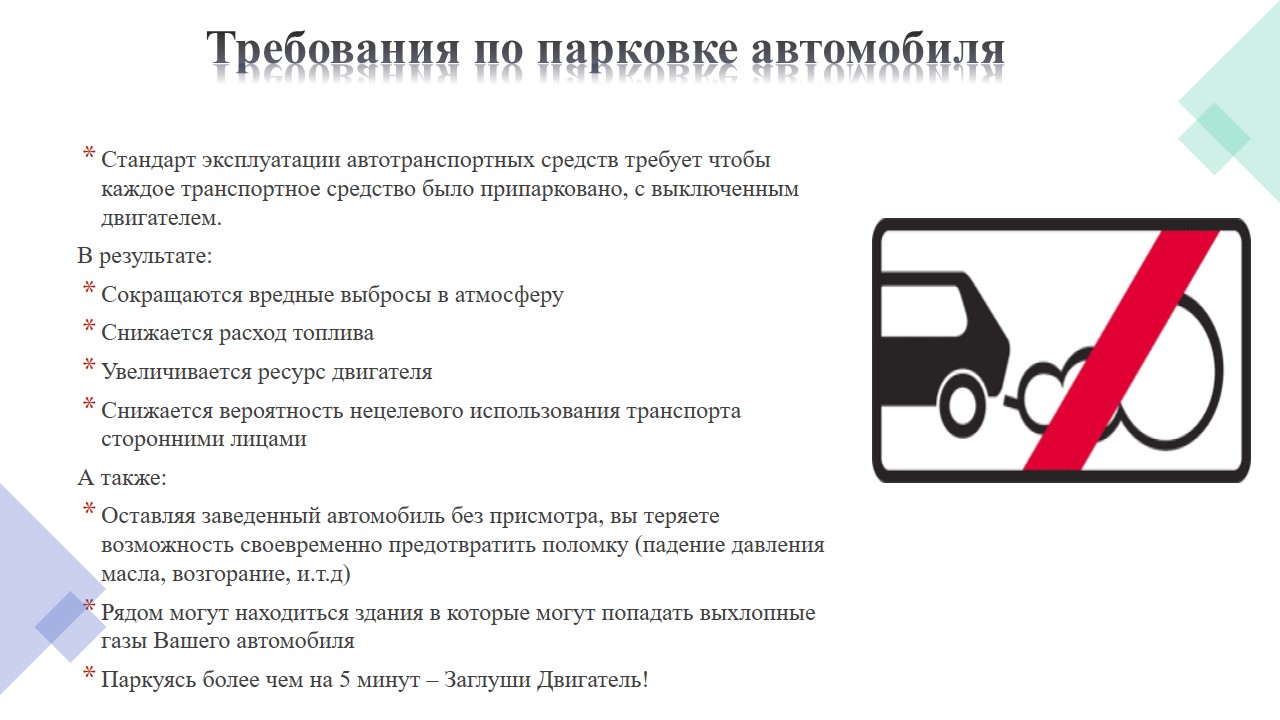 Требования по парковке автомобиля
* Стандарт эксплуатации автотранспортных средств требует чтобы
каждое транспортное средство было припарковано, с выключенным
двигателем.
В результате:
* Сокращаются вредные выбросы в атмосферу
* Снижается расход топлива
* Увеличивается ресурс двигателя
* Снижается вероятность нецелевого использования транспорта
сторонними лицами
А также:
* Оставляя заведенный автомобиль без присмотра, вы теряете
возможность своевременно предотвратить поломку (падение давления
масла, возгорание, и.т.д)
* Рядом могут находиться здания в которые могут попадать выхлопные
газы Вашего автомобиля
* Паркуясь более чем на 5 минут – Заглуши Двигатель!